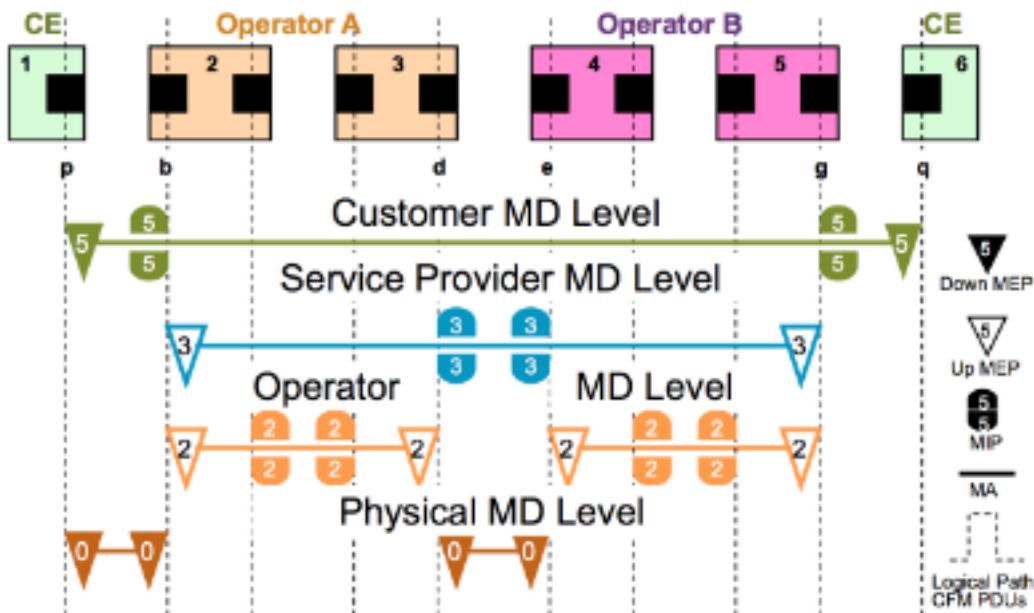 CE Operator A Operator B CE
1 2 3 4 5 6
p b d e g q
Customer MD Level
5 5 5 5
5 5
Service Provider MD Level
3 3 3 3
3 3
Operator MD Level
2 2 2 2 2 2 2 2
2 2 2 2
Physical MD Level
0 0 0 0
5
Down MEP
5
Up MEP
5
5
MIP
MA
Logical Path
CFM PDUs